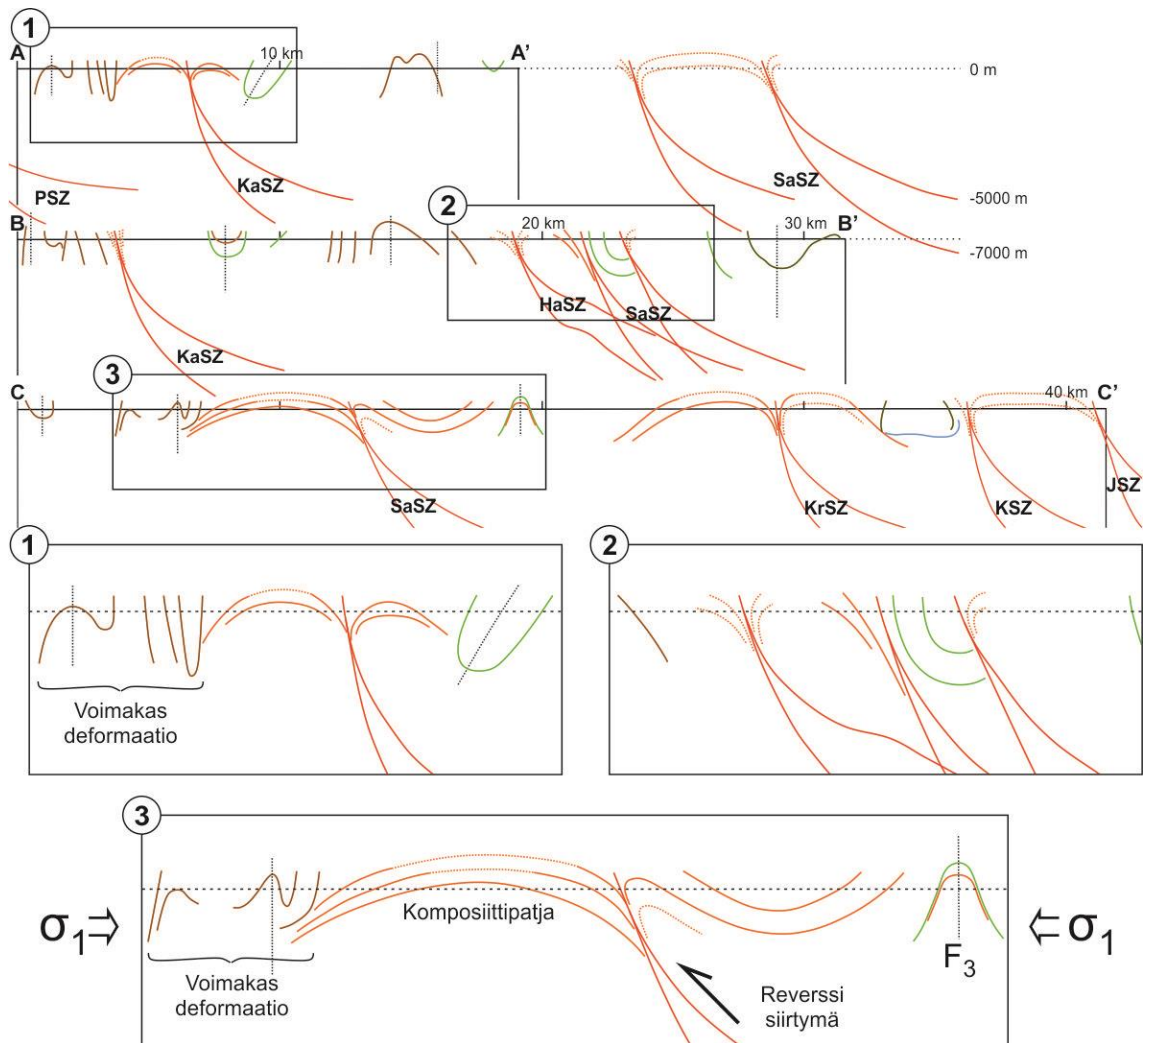 1
A
10 km
A’
0 m
PSZ
KaSZ
SaSZ
-5000 m
2
B
20 km
30 km
B’
-7000 m
HaSZ
SaSZ
KaSZ
3
C
40 km
C’
SaSZ
KrSZ
KSZ
JSZ
1
Voimakas
deformaatio
2
3
σ1
Komposiittipatja
σ1
F3
Voimakas
deformaatio
Reverssi
siirtymä